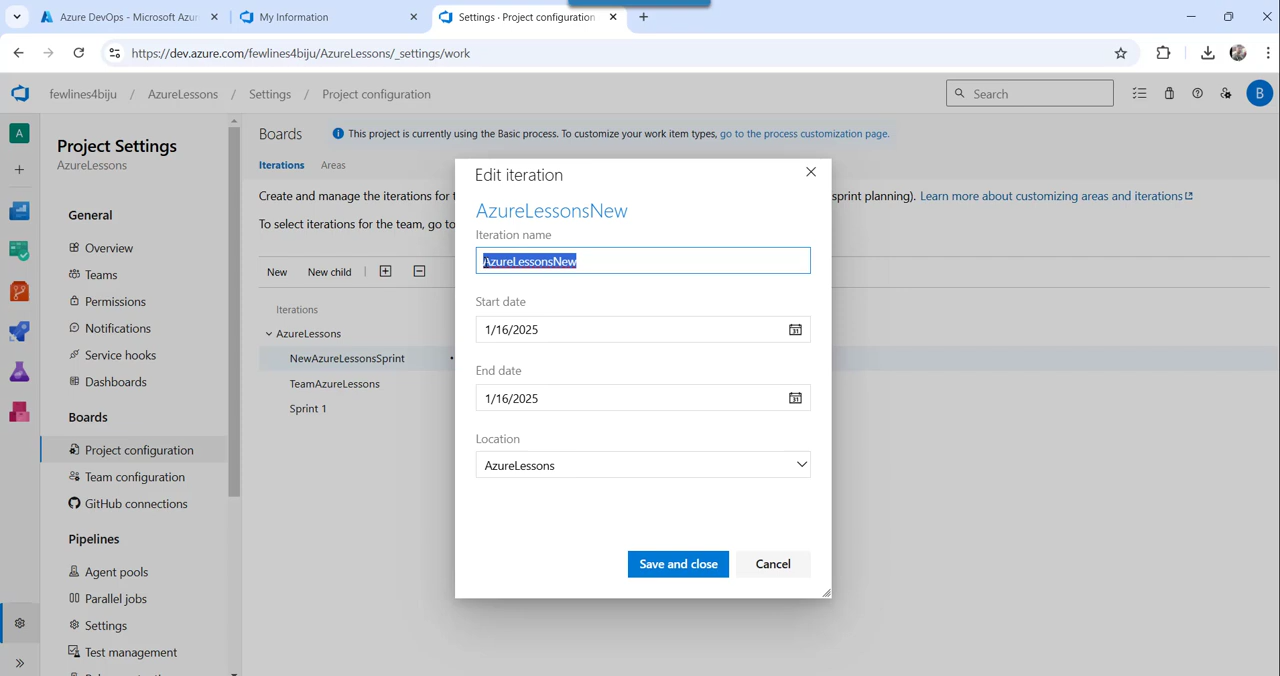 Azure DevOps - Microsoft Azur
My Information
Settings · Project configuration
https://dev.azure.com/fewlines4biju/AzureLessons/_settings/work
fewlines4biju / AzureLessons / Settings / Project configuration
Search
B
A
Project Settings
AzureLessons
General
Overview
Teams
Permissions
Notifications
Service hooks
Dashboards
Boards
Project configuration
Team configuration
GitHub connections
Pipelines
Agent pools
Parallel jobs
Settings
Test management
Boards
This project is currently using the Basic process. To customize your work item types, go to the process customization page.
Iterations
Areas
Create and manage the iterations for t
sprint planning). Learn more about customizing areas and iterations
To select iterations for the team, go to
New
New child
Iterations
AzureLessons
NewAzureLessonsSprint
TeamAzureLessons
Sprint 1
Edit iteration
AzureLessonsNew
Iteration name
AzureLessonsNew
Start date
1/16/2025
End date
1/16/2025
Location
AzureLessons
Save and close
Cancel